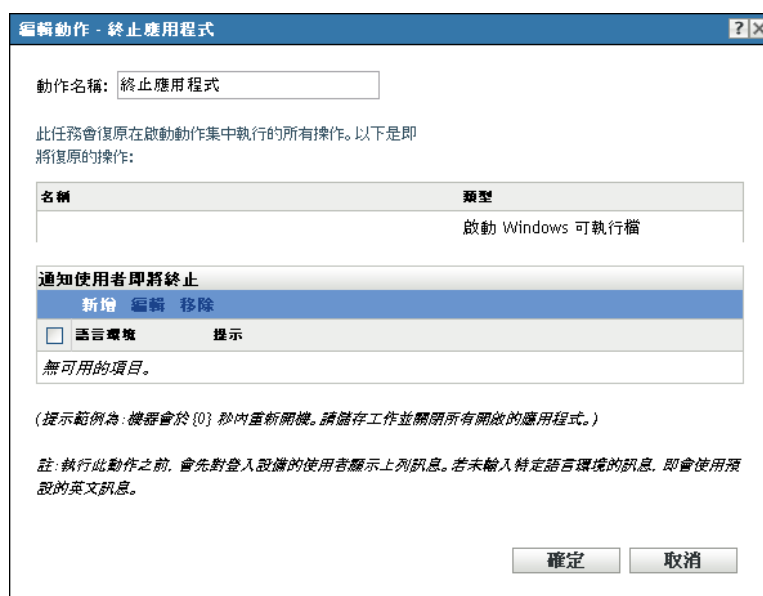 編輯動作 - 終止應用程式
?
動作名稱: 終止應用程式
此任務會復原在啟動動作集中執行的所有操作。以下是即
將復原的操作:
名稱 類型
啟動 Windows 可執行檔
通知使用者即將終止
新增 編輯 移除
語言環境 提示
無可用的項目。
(提示範例為:機器會於 {0} 秒內重新開機。請儲存工作並關閉所有開啟的應用程式。)
註:執行此動作之前, 會先對登入設備的使用者顯示上列訊息。若未輸入特定語言環境的訊息, 即會使用預
設的英文訊息。
確定 取消